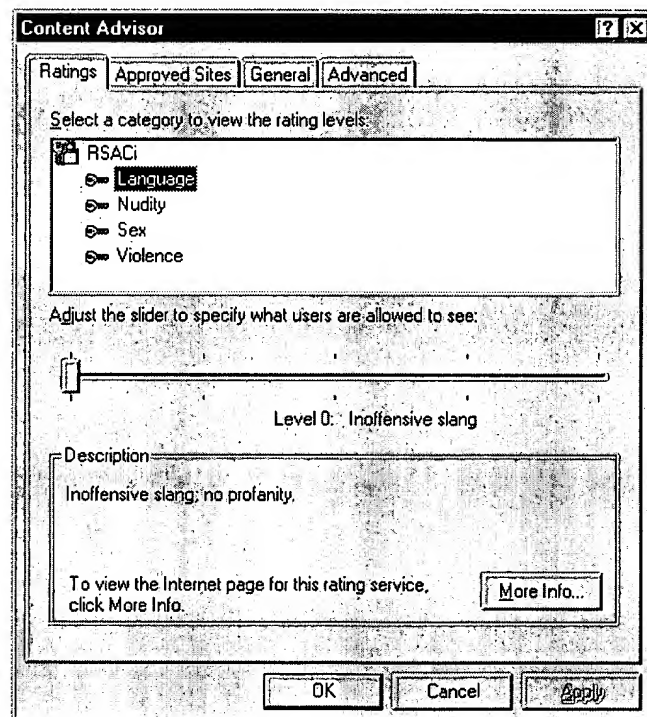 Content Advisor
Ratings Approved Sites General Advanced
Select a category to view the rating levels:
RSACi
Language
Nudity
Sex
Violence
Adjust the slider to specify what users are allowed to see:
Level 0: Inoffensive slang
Description
Inoffensive slang; no profanity.
To view the Internet page for this rating service,
click More Info.
More Info...
OK Cancel Apply